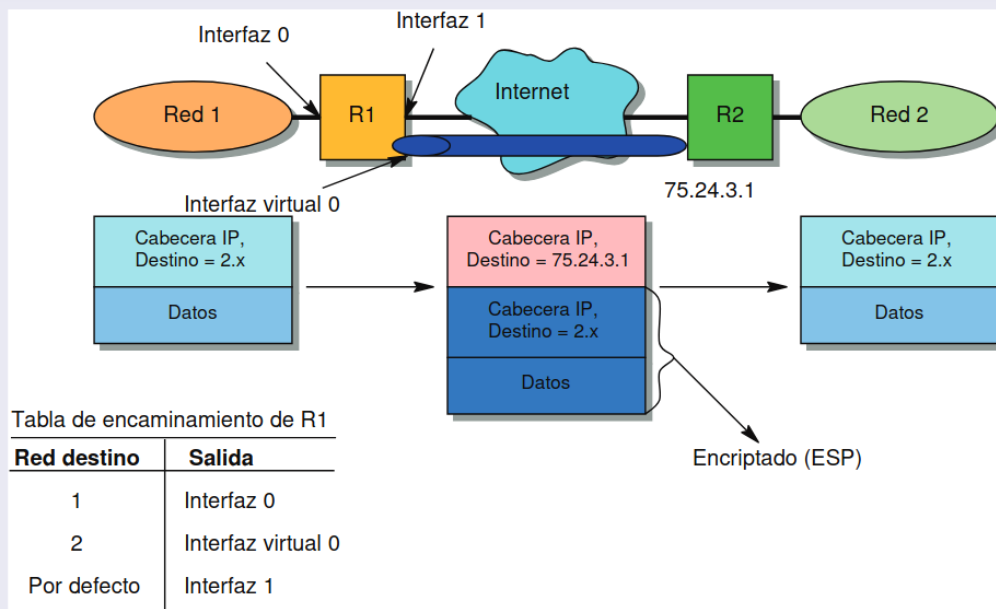 Interfaz 0
Interfaz 1
Red 1
R1
Internet
R2
Red 2
Interfaz virtual 0
75.24.3.1
Cabecera IP,
Destino = 2.x
Datos
Cabecera IP,
Destino = 75.24.3.1
Cabecera IP,
Destino = 2.x
Datos
Cabecera IP,
Destino = 2.x
Datos
Encriptado (ESP)
Tabla de encaminamiento de R1
Red destino Salida
1 Interfaz 0
2 Interfaz virtual 0
Por defecto Interfaz 1